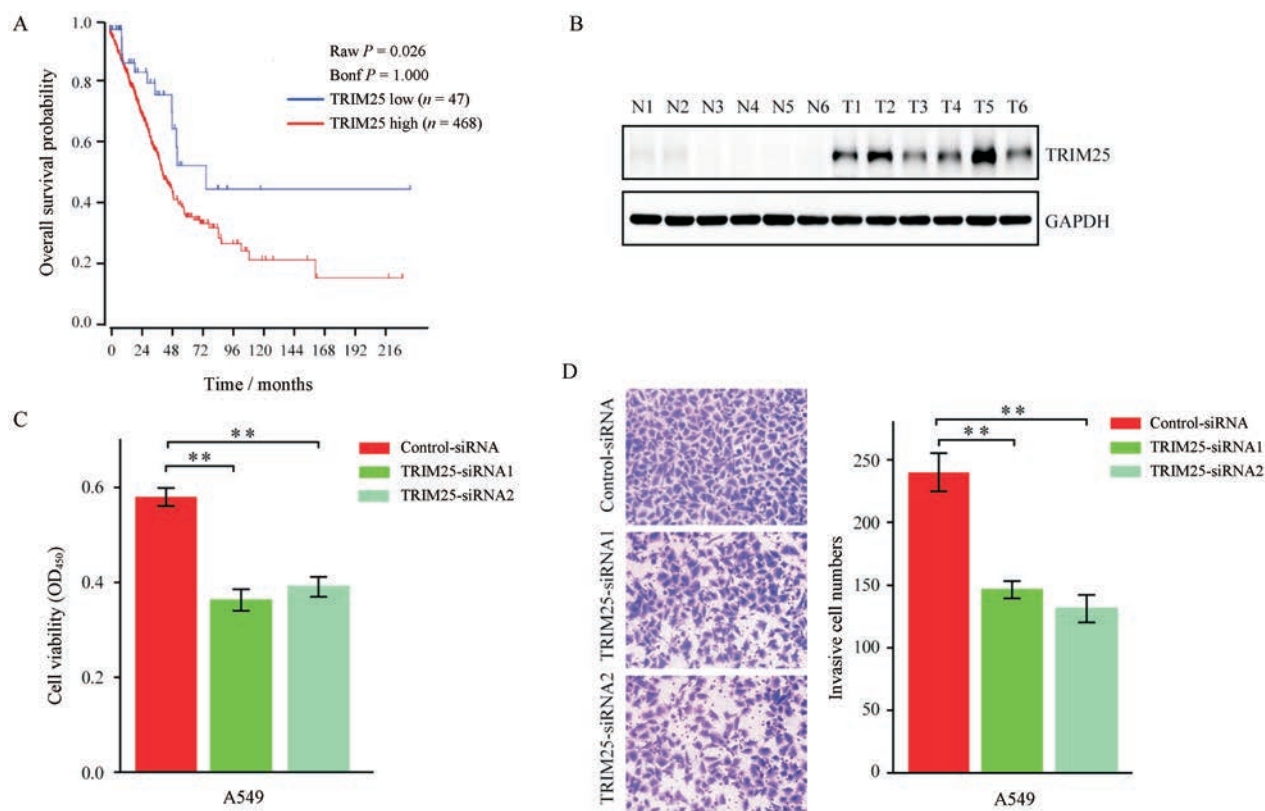 A
1.0
0.8
0.6
0.4
0.2
0.0
Overall survival probability
Raw P = 0.026
Bonf P = 1.000
TRIM25 low (n = 47)
TRIM25 high (n = 468)
0 24 48 72 96 120 144 168 192 216
Time / months
B
N1 N2 N3 N4 N5 N6 T1 T2 T3 T4 T5 T6
TRIM25
GAPDH
C
**
**
Control-siRNA
TRIM25-siRNA1
TRIM25-siRNA2
0.6
0.4
0.2
0.0
Cell viability (OD₄₅₀)
A549
D
Control-siRNA
TRIM25-siRNA1
TRIM25-siRNA2
**
**
Control-siRNA
TRIM25-siRNA1
TRIM25-siRNA2
250
200
150
100
50
0
Invasive cell numbers
A549